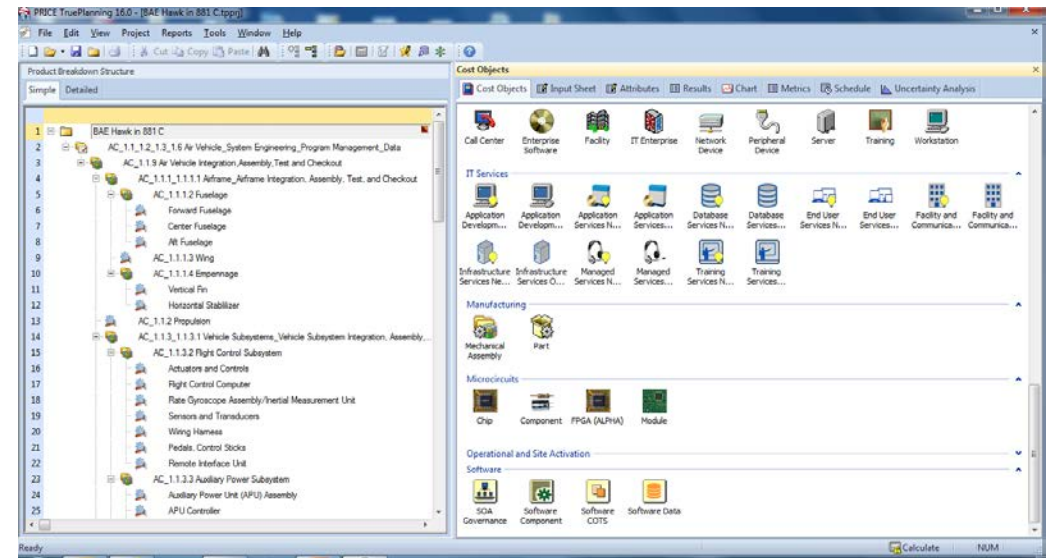 PRICE TruePlanning 16.0 - [BAE Hawk in 881 C.tpprj]
File Edit View Project Reports Tools Window Help
Cut Copy Paste
Product Breakdown Structure
Simple Detailed
1 BAE Hawk in 881 C
2 AC_1.1_1.2_1.3_1.6 Air Vehicle_System Engineering_Program Management_Data
3 AC_1.1.9 Air Vehicle Integration,Assembly,Test and Checkout
4 AC_1.1.1_1.1.1.1 Airframe_Airframe Integration, Assembly, Test, and Checkout
5 AC_1.1.1.2 Fuselage
6 Forward Fuselage
7 Center Fuselage
8 Aft Fuselage
9 AC_1.1.1.3 Wing
10 AC_1.1.1.4 Empennage
11 Vertical Fin
12 Horizontal Stabilizer
13 AC_1.1.2 Propulsion
14 AC_1.1.3_1.1.3.1 Vehicle Subsystems_Vehicle Subsystem Integration, Assembly,...
15 AC_1.1.3.2 Flight Control Subsystem
16 Actuators and Controls
17 Flight Control Computer
18 Rate Gyroscope Assembly/Inertial Measurement Unit
19 Sensors and Transducers
20 Wiring Harness
21 Pedals, Control Sticks
22 Remote Interface Unit
23 AC_1.1.3.3 Auxiliary Power Subsystem
24 Auxiliary Power Unit (APU) Assembly
25 APU Controller
Cost Objects
Cost Objects Input Sheet Attributes Results Chart Metrics Schedule Uncertainty Analysis
Call Center Enterprise Facility IT Enterprise Network Peripheral Server Training Workstation
Software Device Device
IT Services
Application Application Application Application Database Database End User End User Facility and Facility and
Developm... Developm... Services N... Services... Services N... Services... Services N... Services... Communica... Communica...
Infrastructure Infrastructure Managed Managed Training Training
Services Ne... Services O... Services N... Services... Services N... Services...
Manufacturing
Mechanical Part
Assembly
Microcircuits
Chip Component FPGA (ALPHA) Module
Operational and Site Activation
Software
SOA Software Software Software Data
Governance Component COTS
Ready
Calculate NUM